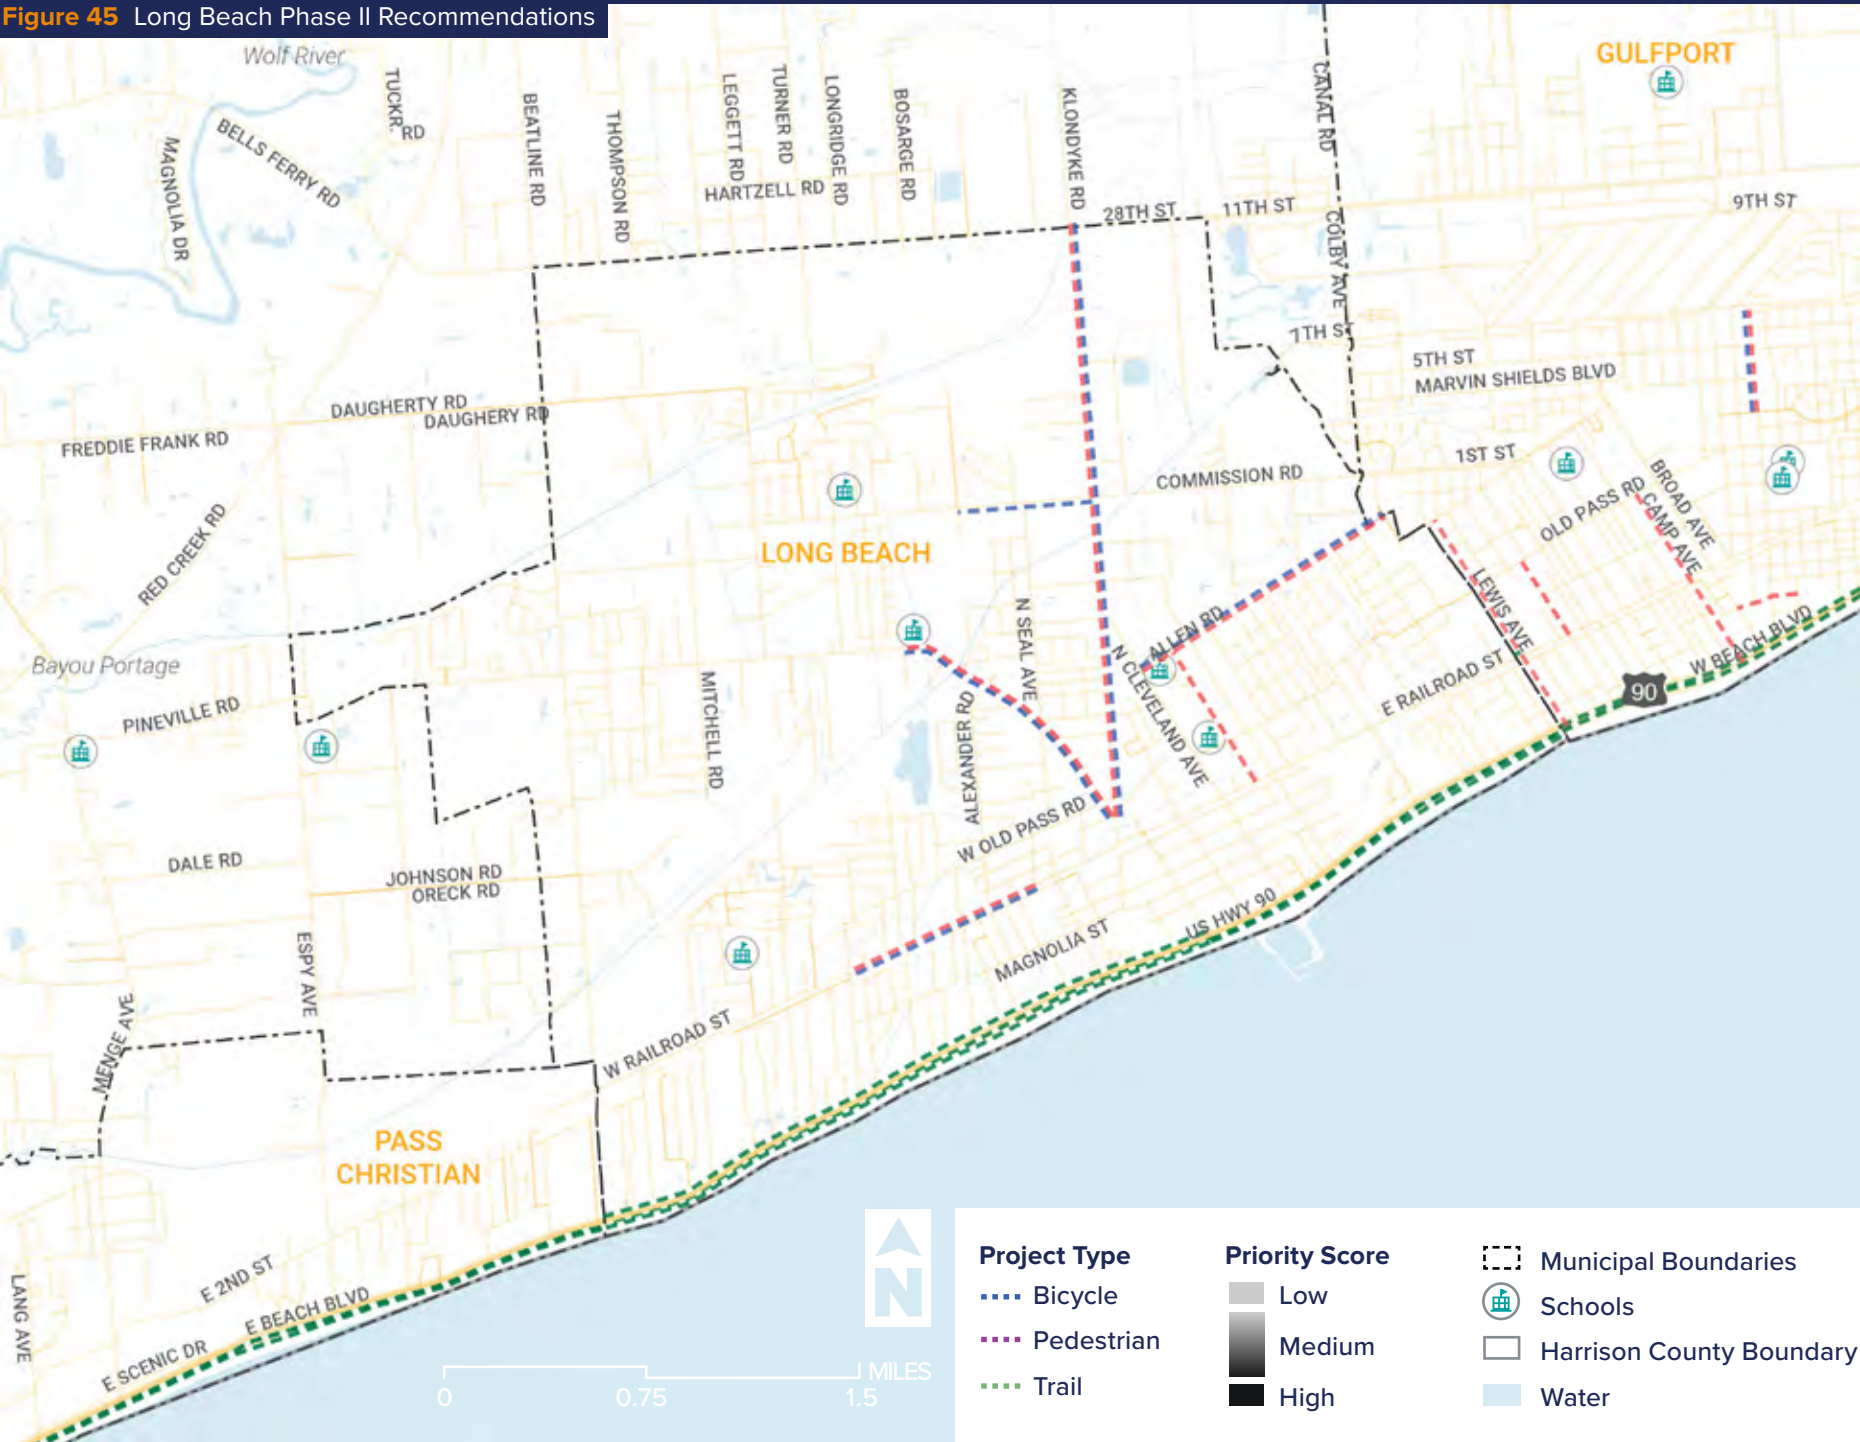 Figure 45 Long Beach Phase II Recommendations
Wolf River
GULFPORT
TUCKR. RD
BELLS FERRY RD
MAGNOLIA DR
BEATLINE RD
THOMPSON RD
LEGGETT RD
TURNER RD
LONGRIDGE RD
BOSARGE RD
HARTZELL RD
KLONDYKE RD
CANAL RD
28TH ST
11TH ST
9TH ST
COLBY AVE
7TH ST
5TH ST
MARVIN SHIELDS BLVD
DAUGHERTY RD
DAUGHERY RD
FREDDIE FRANK RD
1ST ST
COMMISSION RD
OLD PASS RD
BROAD AVE
CAMP AVE
RED CREEK RD
LONG BEACH
LEWIS AVE
N SEAL AVE
ALLEN RD
N CLEVELAND AVE
W BEACH BLVD
E RAILROAD ST
90
Bayou Portage
PINEVILLE RD
MITCHELL RD
ALEXANDER RD
W OLD PASS RD
DALE RD
JOHNSON RD
ORECK RD
ESPY AVE
MAGNOLIA ST
US HWY 90
MENGE AVE
W RAILROAD ST
PASS
CHRISTIAN
E 2ND ST
E BEACH BLVD
E SCENIC DR
LANG AVE
N
MILES
0 0.75 1.5
Project Type
Bicycle
Pedestrian
Trail
Priority Score
Low
Medium
High
Municipal Boundaries
Schools
Harrison County Boundary
Water